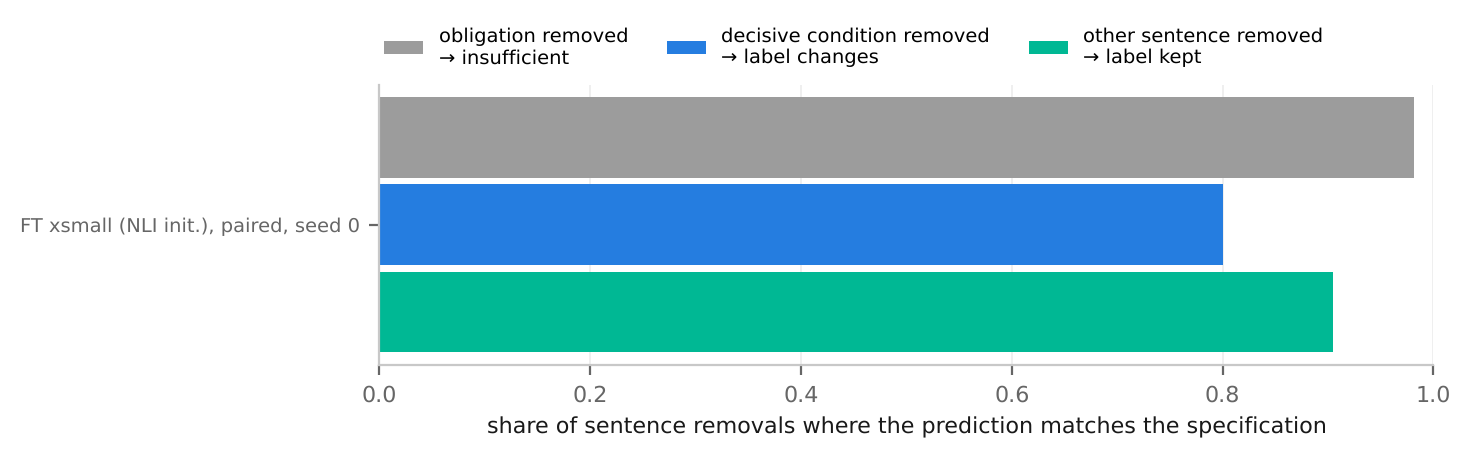 obligation removed
→ insufficient
decisive condition removed
→ label changes
other sentence removed
→ label kept
FT xsmall (NLI init.), paired, seed 0
0.0 0.2 0.4 0.6 0.8 1.0
share of sentence removals where the prediction matches the specification